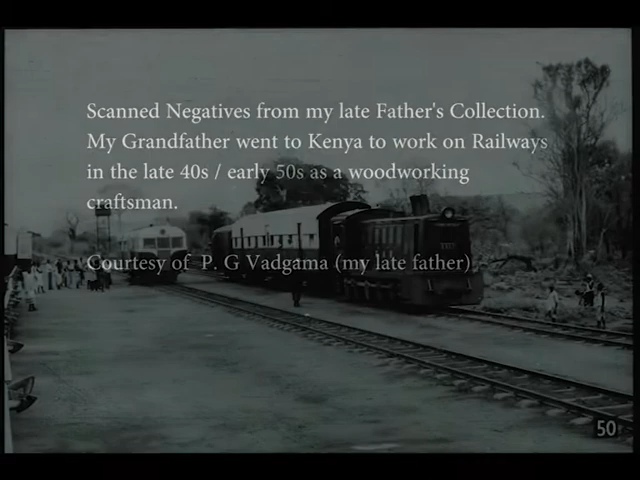 Scanned Negatives from my late Father's Collection.
My Grandfather went to Kenya to work on Railways
in the late 40s / early 50s as a woodworking
craftsman.
Courtesy of P. G Vadgama (my late father)
50